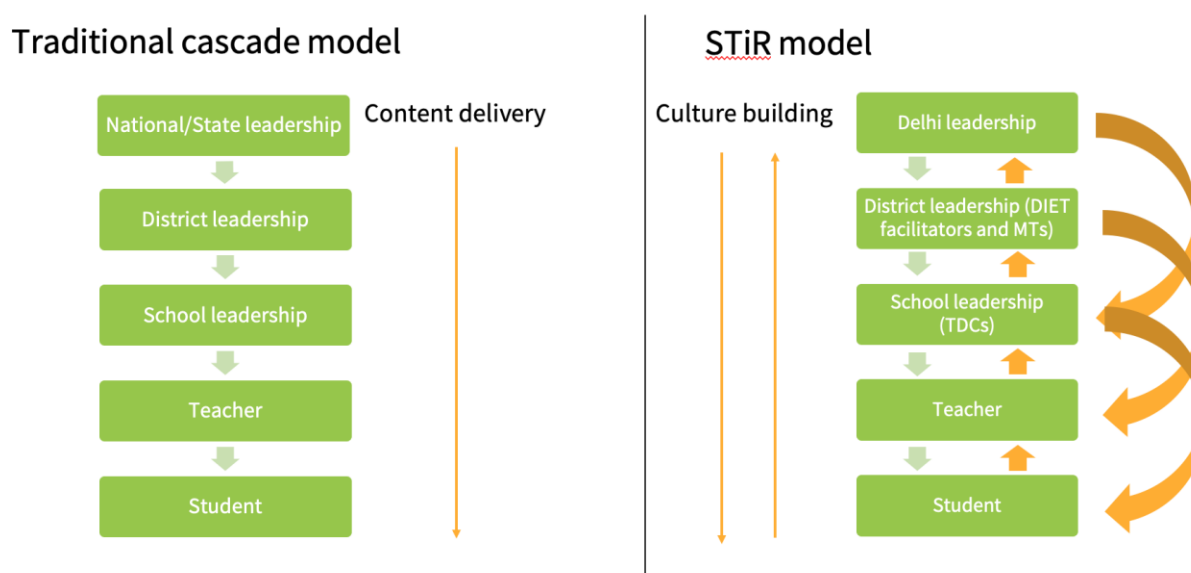 Traditional cascade model
National/State leadership
Content delivery
District leadership
School leadership
Teacher
Student
STiR model
Culture building
Delhi leadership
District leadership (DIET
facilitators and MTs)
School leadership
(TDCs)
Teacher
Student